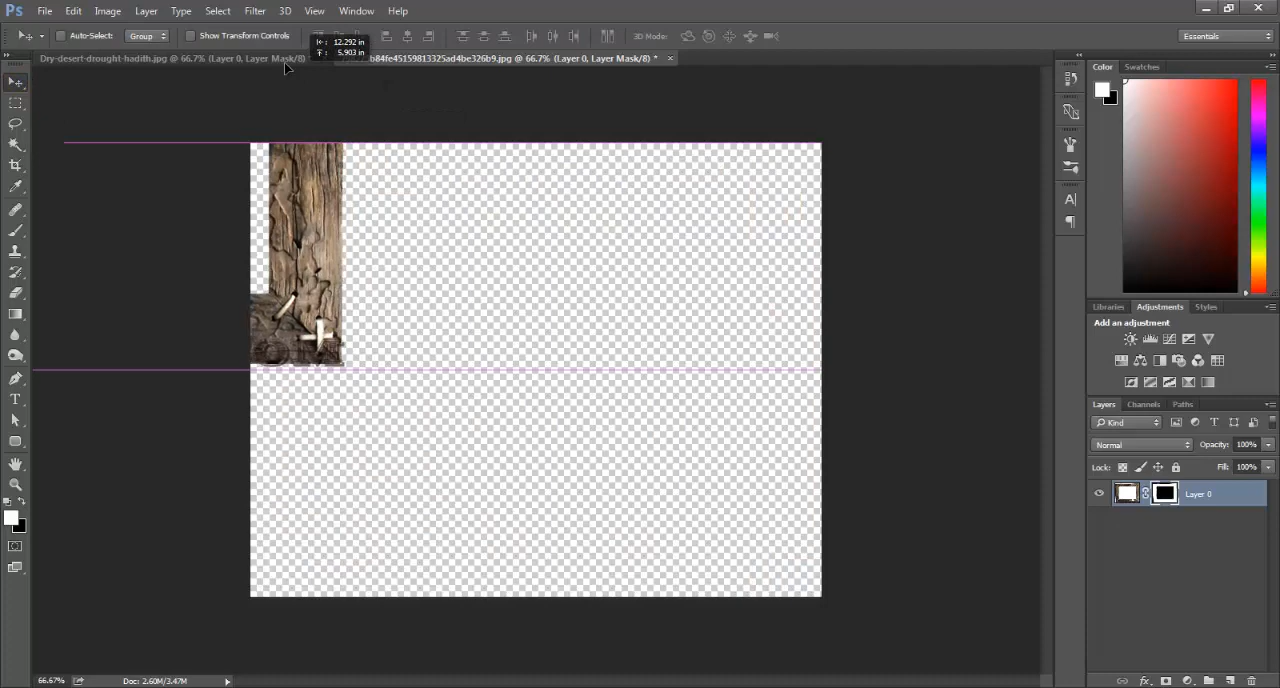 Ps File Edit Image Layer Type Select Filter 3D View Window Help
Auto-Select: Group Show Transform Controls 3D Mode: Essentials
12.292 in
5.903 in
Dry-desert-drought-hadith.jpg @ 66.7% (Layer 0, Layer Mask/8) b84fe45159813325ad4be326b9.jpg @ 66.7% (Layer 0, Layer Mask/8) *
Color Swatches
Libraries Adjustments Styles
Add an adjustment
Layers Channels Paths
Kind
Normal Opacity: 100%
Lock: Fill: 100%
Layer 0
66.67% Doc: 2.60M/3.47M